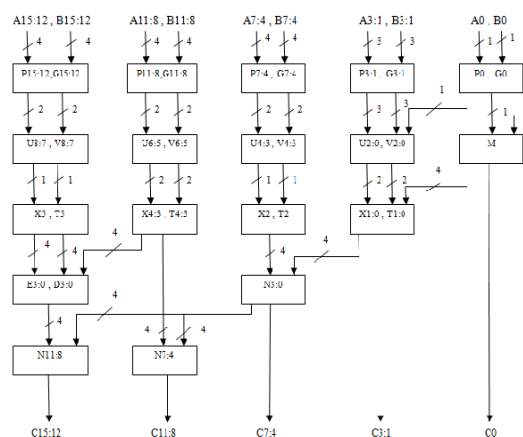 A15:12 , B15:12 A11:8 , B11:8 A7:4 , B7:4 A3:1 , B3:1 A0 , B0
4 4 4 4 4 4 3 3 1 1
P15:12,G15:12 P11:8,G11:8 P7:4 , G7:4 P3:1 , G3:1 P0 , G0
1
2 2 2 2 2 2 3 3 1
U8:7 , V8:7 U6:5 , V6:5 U4:3 , V4:3 U2:0, V2:0 M
4
1 1 2 2 1 1 2 2
X5 , T5 X4:3 , T4:3 X2 , T2 X1:0 , T1:0
4 4 4 4 4
E3:0 , D3:0 N3:0
4
4 4 4
N11:8 N7:4
C15:12 C11:8 C7:4 C3:1 C0